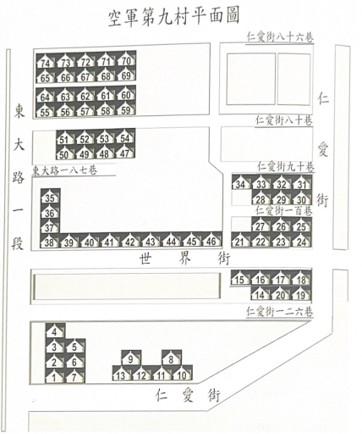 空軍第九村平面圖
仁愛街八十六巷
74 73 72 71 70
65 66 67 68 69
64 63 62 61 60
55 56 57 58 59
仁愛街八十巷
51 52 53 54
50 49 48 47
東大路一八七巷
仁愛街九十巷
34 33 32 31
28 29 30
仁愛街一百巷
27 26 25
21 22 23 24
35
36
37
38 39 40 41 42 43 44 45 46
世界街
15 16 17 18
14 20 19
仁愛街一二六巷
4
3 5
2 6
1 7
9 8
13 12 11 10
仁愛街
東大路一段
仁愛街